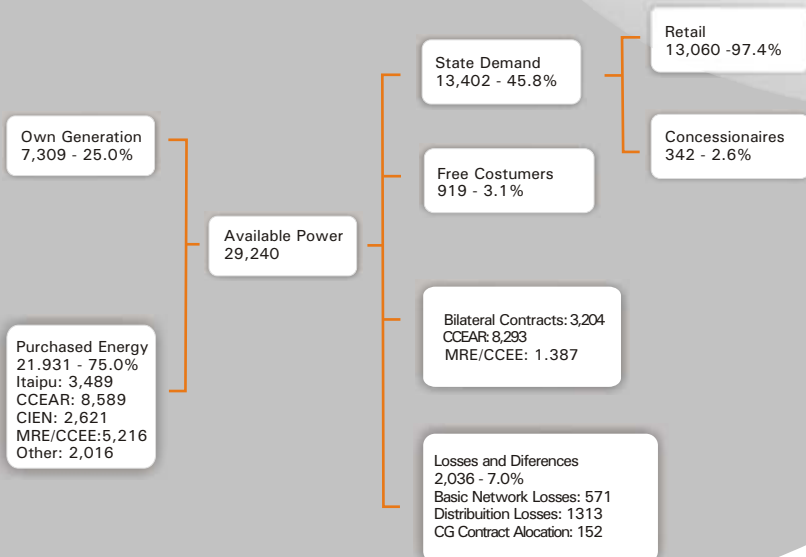 Own Generation
7,309 - 25.0%
Purchased Energy
21.931 - 75.0%
Itaipu: 3,489
CCEAR: 8,589
CIEN: 2,621
MRE/CCEE:5,216
Other: 2,016
Available Power
29,240
State Demand
13,402 - 45.8%
Retail
13,060 -97.4%
Concessionaires
342 - 2.6%
Free Costumers
919 - 3.1%
Bilateral Contracts: 3,204
CCEAR: 8,293
MRE/CCEE: 1.387
Losses and Diferences
2,036 - 7.0%
Basic Network Losses: 571
Distribuition Losses: 1313
CG Contract Alocation: 152